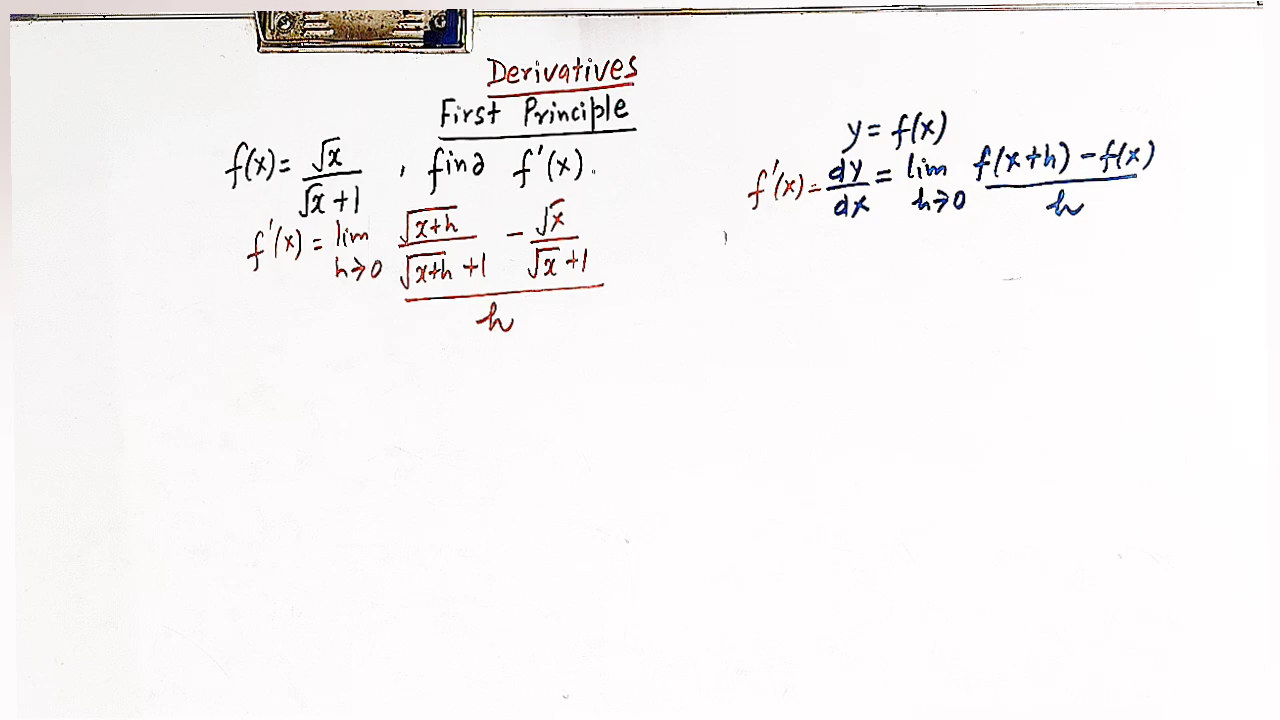 Derivatives
First Principle
f(x) = √x / (√x + 1) , find f'(x).
f'(x) = lim h→0 (√(x+h) / (√(x+h) + 1) - √x / (√x + 1)) / h
y = f(x)
f'(x) = dy/dx = lim h→0 (f(x+h) - f(x)) / h